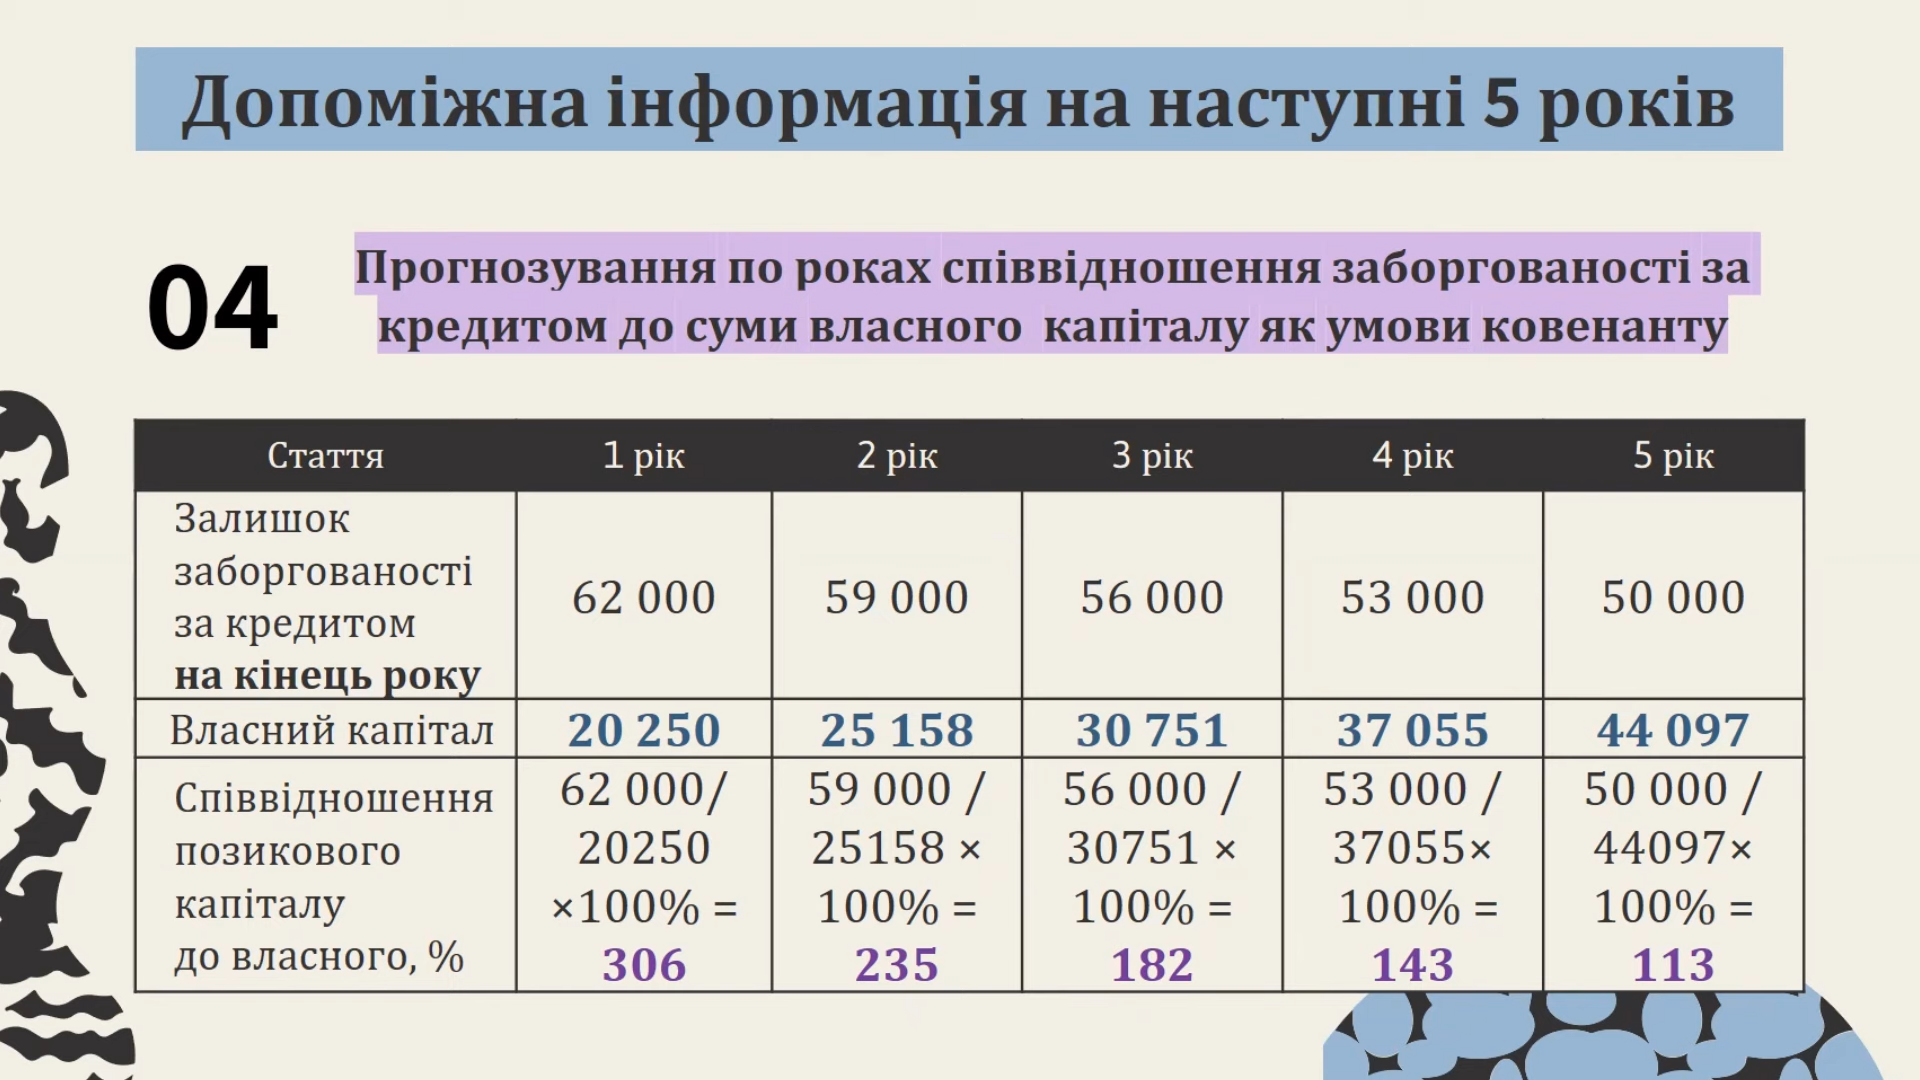 Допоміжна інформація на наступні 5 років
04
Прогнозування по роках співвідношення заборгованості за
кредитом до суми власного капіталу як умови ковенанту
Стаття 1 рік 2 рік 3 рік 4 рік 5 рік
Залишок
заборгованості
за кредитом
на кінець року
62 000 59 000 56 000 53 000 50 000
Власний капітал 20 250 25 158 30 751 37 055 44 097
Співвідношення
позикового
капіталу
до власного, %
62 000/
20250
×100% =
306
59 000 /
25158 ×
100% =
235
56 000 /
30751 ×
100% =
182
53 000 /
37055×
100% =
143
50 000 /
44097×
100% =
113